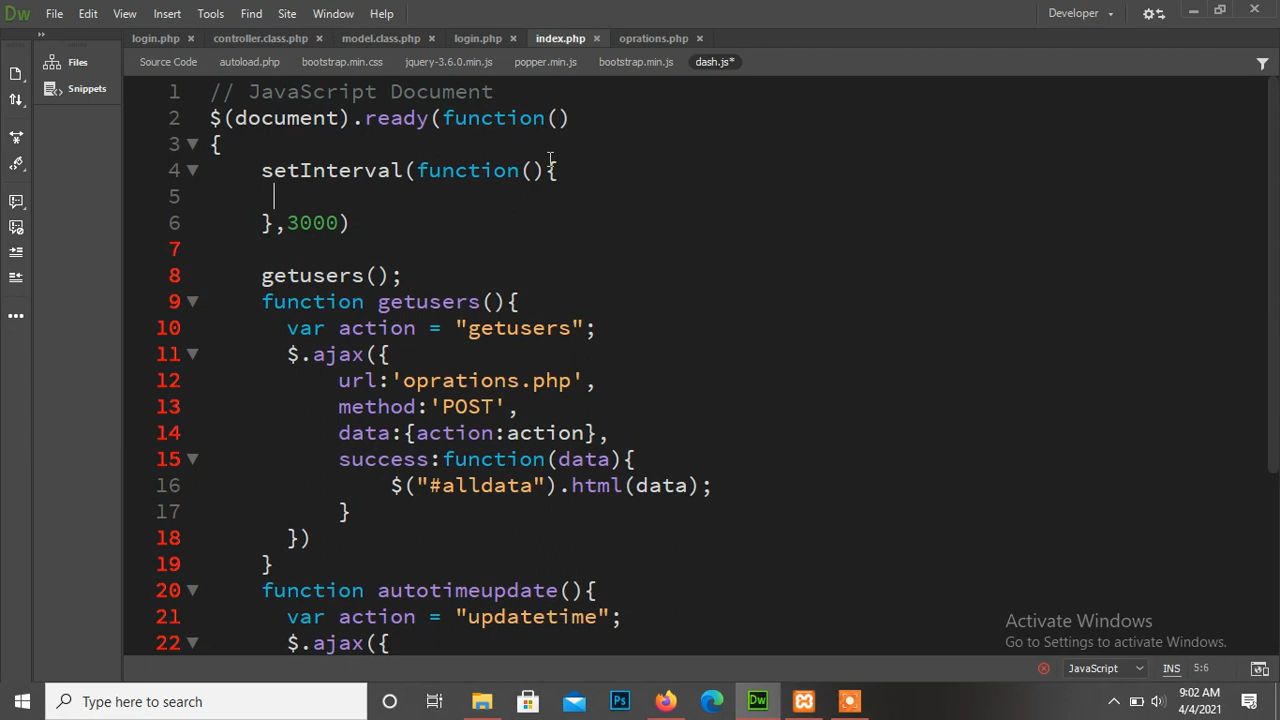 Dw File Edit View Insert Tools Find Site Window Help Developer
login.php controller.class.php model.class.php login.php index.php oprations.php
Source Code autoload.php bootstrap.min.css jquery-3.6.0.min.js popper.min.js bootstrap.min.js dash.js*
Files
Snippets
1 // JavaScript Document
2 $(document).ready(function()
3 {
4 setInterval(function(){
5
6 },3000)
7
8 getusers();
9 function getusers(){
10 var action = "getusers";
11 $.ajax({
12 url:'oprations.php',
13 method:'POST',
14 data:{action:action},
15 success:function(data){
16 $("#alldata").html(data);
17 }
18 })
19 }
20 function autotimeupdate(){
21 var action = "updatetime";
22 $.ajax({
Activate Windows
Go to Settings to activate Windows.
JavaScript INS 5:6
Type here to search
Ps
Dw
9:02 AM
4/4/2021